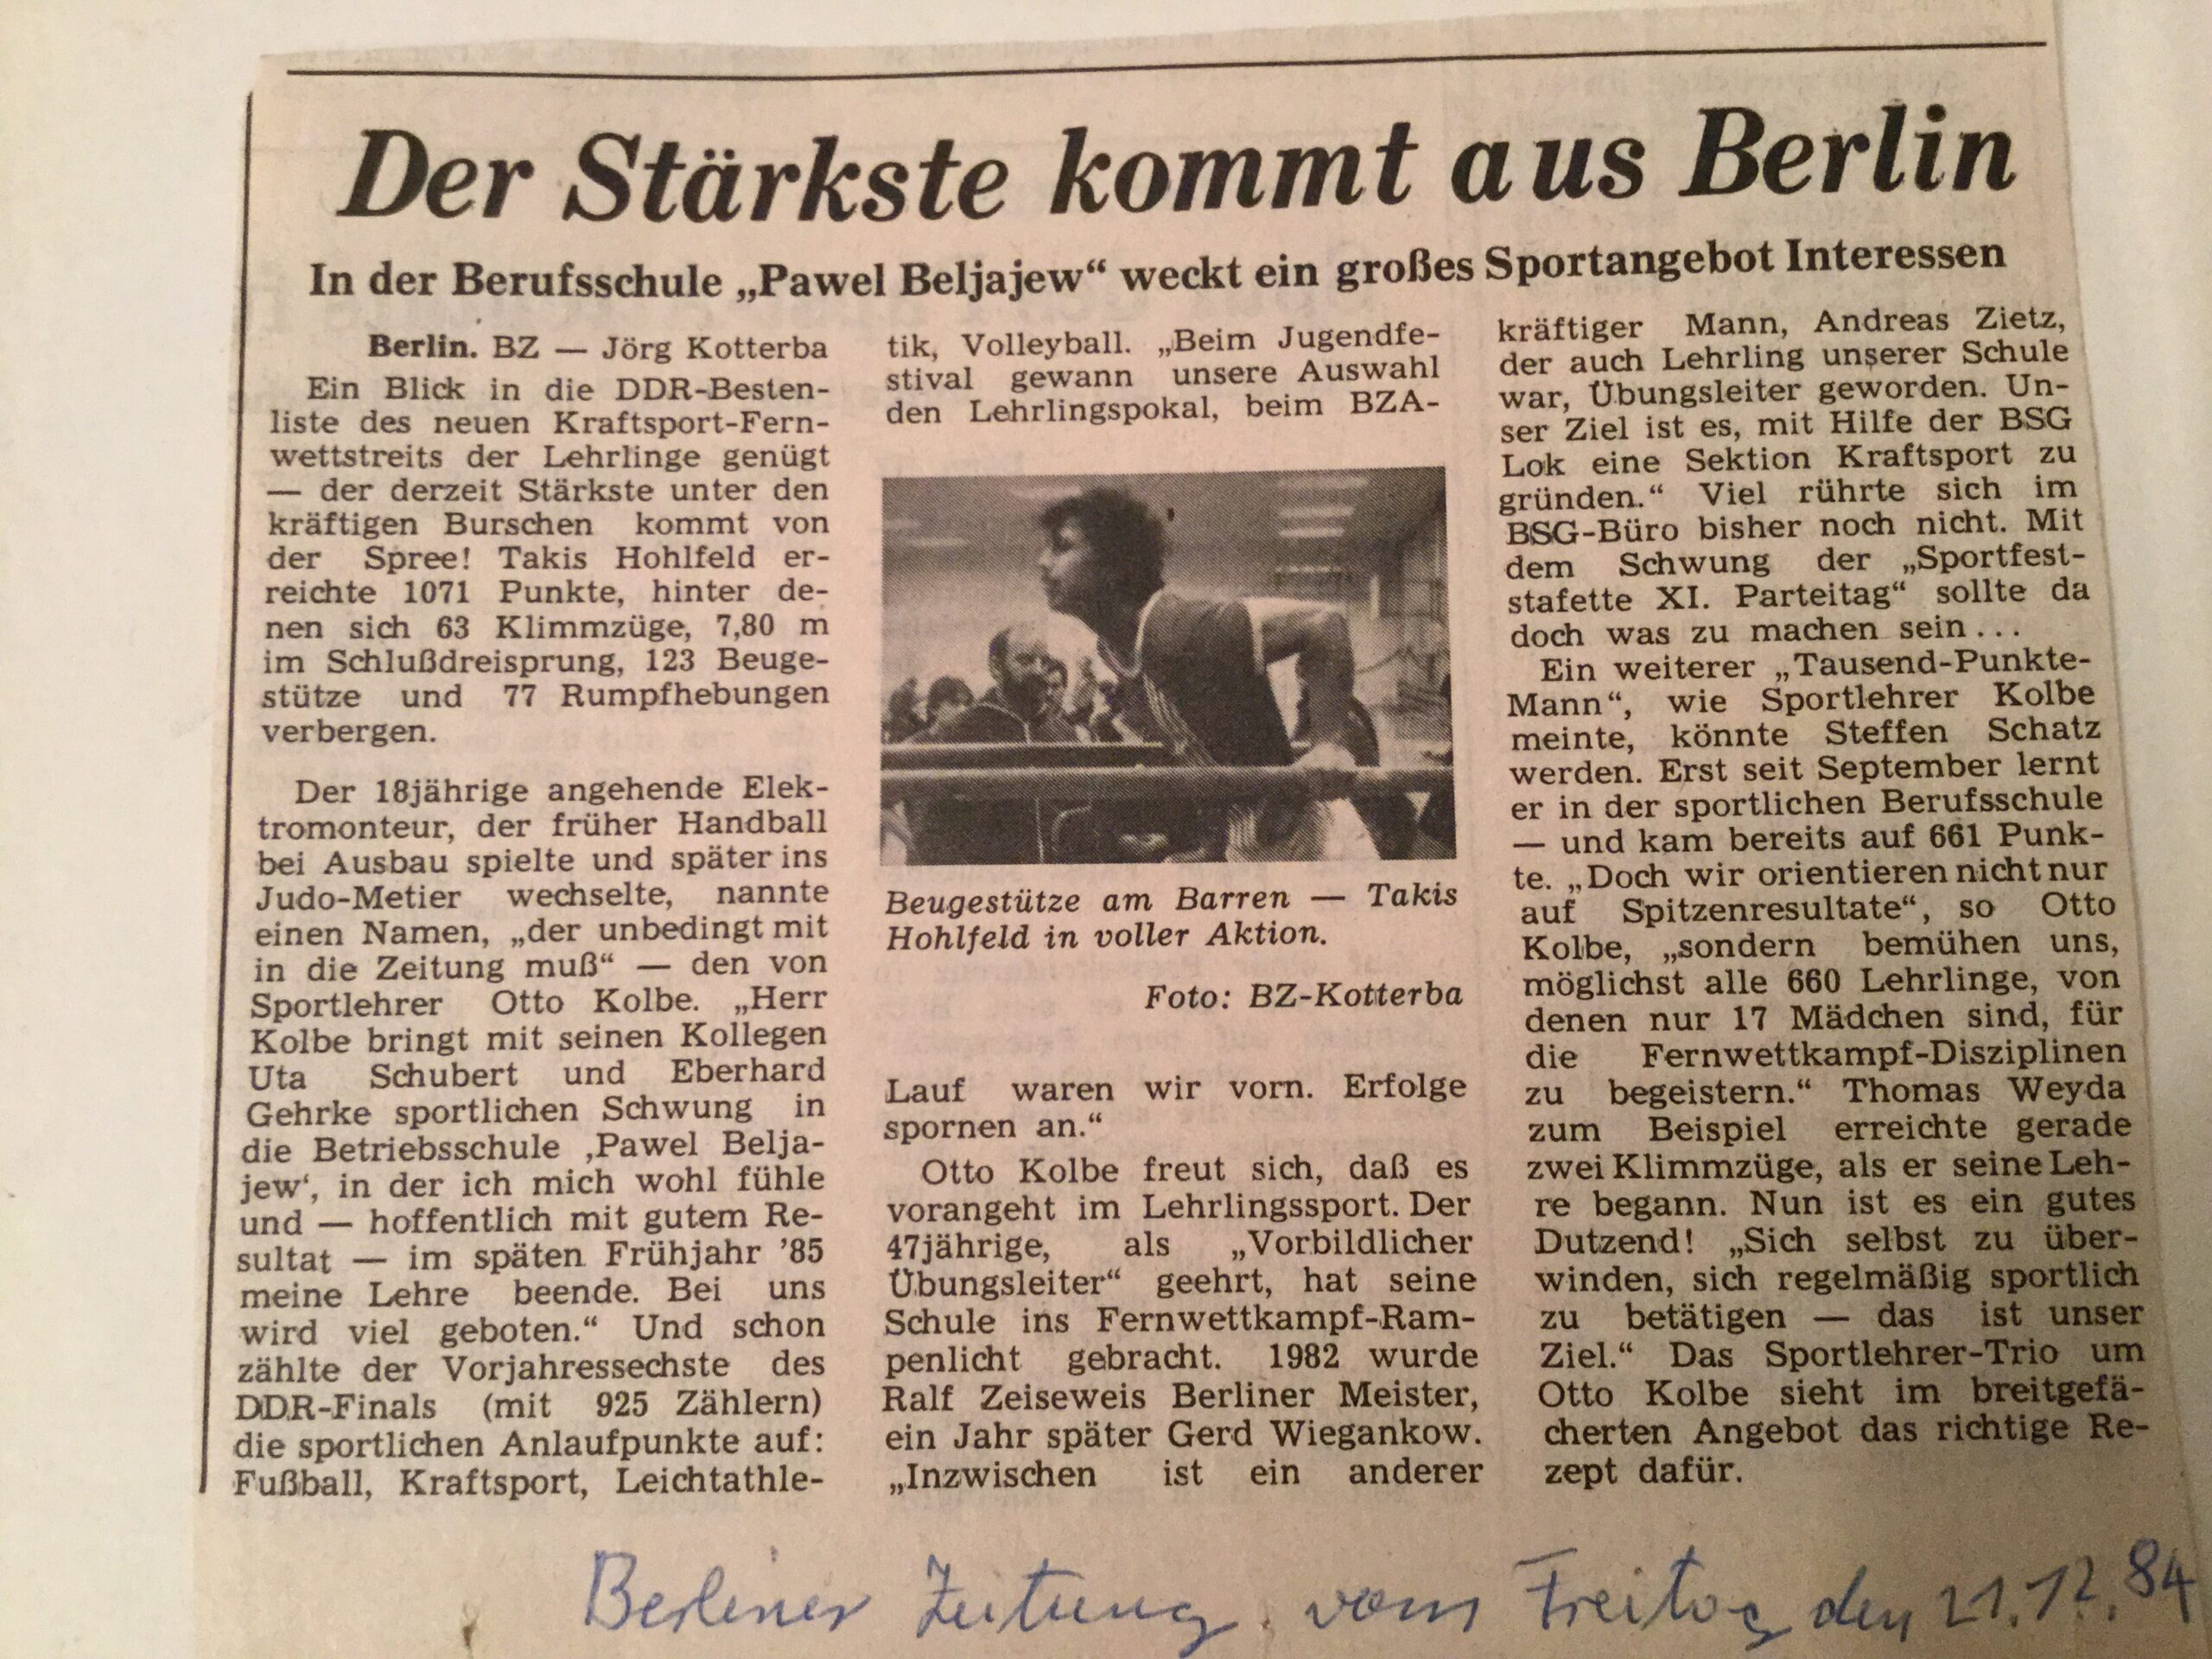 Der Stärkste kommt aus Berlin
In der Berufsschule „Pawel Beljajew“ weckt ein großes Sportangebot Interessen
Berlin. BZ — Jörg Kotterba
Ein Blick in die DDR-Besten-
liste des neuen Kraftsport-Fern-
wettstreits der Lehrlinge genügt
— der derzeit Stärkste unter den
kräftigen Burschen kommt von
der Spree! Takis Hohlfeld er-
reichte 1071 Punkte, hinter de-
nen sich 63 Klimmzüge, 7,80 m
im Schlußdreisprung, 123 Beuge-
stütze und 77 Rumpfhebungen
verbergen.
Der 18jährige angehende Elek-
tromonteur, der früher Handball
bei Ausbau spielte und später ins
Judo-Metier wechselte, nannte
einen Namen, „der unbedingt mit
in die Zeitung muß“ — den von
Sportlehrer Otto Kolbe. „Herr
Kolbe bringt mit seinen Kollegen
Uta Schubert und Eberhard
Gehrke sportlichen Schwung in
die Betriebsschule ‚Pawel Belja-
jew‘, in der ich mich wohl fühle
und — hoffentlich mit gutem Re-
sultat — im späten Frühjahr ’85
meine Lehre beende. Bei uns
wird viel geboten.“ Und schon
zählte der Vorjahressechste des
DDR-Finals (mit 925 Zählern)
die sportlichen Anlaufpunkte auf:
Fußball, Kraftsport, Leichtathle-
tik, Volleyball. „Beim Jugendfe-
stival gewann unsere Auswahl
den Lehrlingspokal, beim BZA-
Beugestütze am Barren — Takis
Hohlfeld in voller Aktion.
Foto: BZ-Kotterba
Lauf waren wir vorn. Erfolge
spornen an.“
Otto Kolbe freut sich, daß es
vorangeht im Lehrlingssport. Der
47jährige, als „Vorbildlicher
Übungsleiter“ geehrt, hat seine
Schule ins Fernwettkampf-Ram-
penlicht gebracht. 1982 wurde
Ralf Zeiseweis Berliner Meister,
ein Jahr später Gerd Wiegankow.
„Inzwischen ist ein anderer
kräftiger Mann, Andreas Zietz,
der auch Lehrling unserer Schule
war, Übungsleiter geworden. Un-
ser Ziel ist es, mit Hilfe der BSG
Lok eine Sektion Kraftsport zu
gründen.“ Viel rührte sich im
BSG-Büro bisher noch nicht. Mit
dem Schwung der „Sportfest-
stafette XI. Parteitag“ sollte da
doch was zu machen sein...
Ein weiterer „Tausend-Punkte-
Mann“, wie Sportlehrer Kolbe
meinte, könnte Steffen Schatz
werden. Erst seit September lernt
er in der sportlichen Berufsschule
— und kam bereits auf 661 Punk-
te. „Doch wir orientieren nicht nur
auf Spitzenresultate“, so Otto
Kolbe, „sondern bemühen uns,
möglichst alle 660 Lehrlinge, von
denen nur 17 Mädchen sind, für
die Fernwettkampf-Disziplinen
zu begeistern.“ Thomas Weyda
zum Beispiel erreichte gerade
zwei Klimmzüge, als er seine Leh-
re begann. Nun ist es ein gutes
Dutzend! „Sich selbst zu über-
winden, sich regelmäßig sportlich
zu betätigen — das ist unser
Ziel.“ Das Sportlehrer-Trio um
Otto Kolbe sieht im breitgefä-
cherten Angebot das richtige Re-
zept dafür.
Berliner Zeitung vom Freitag den 21.12.84